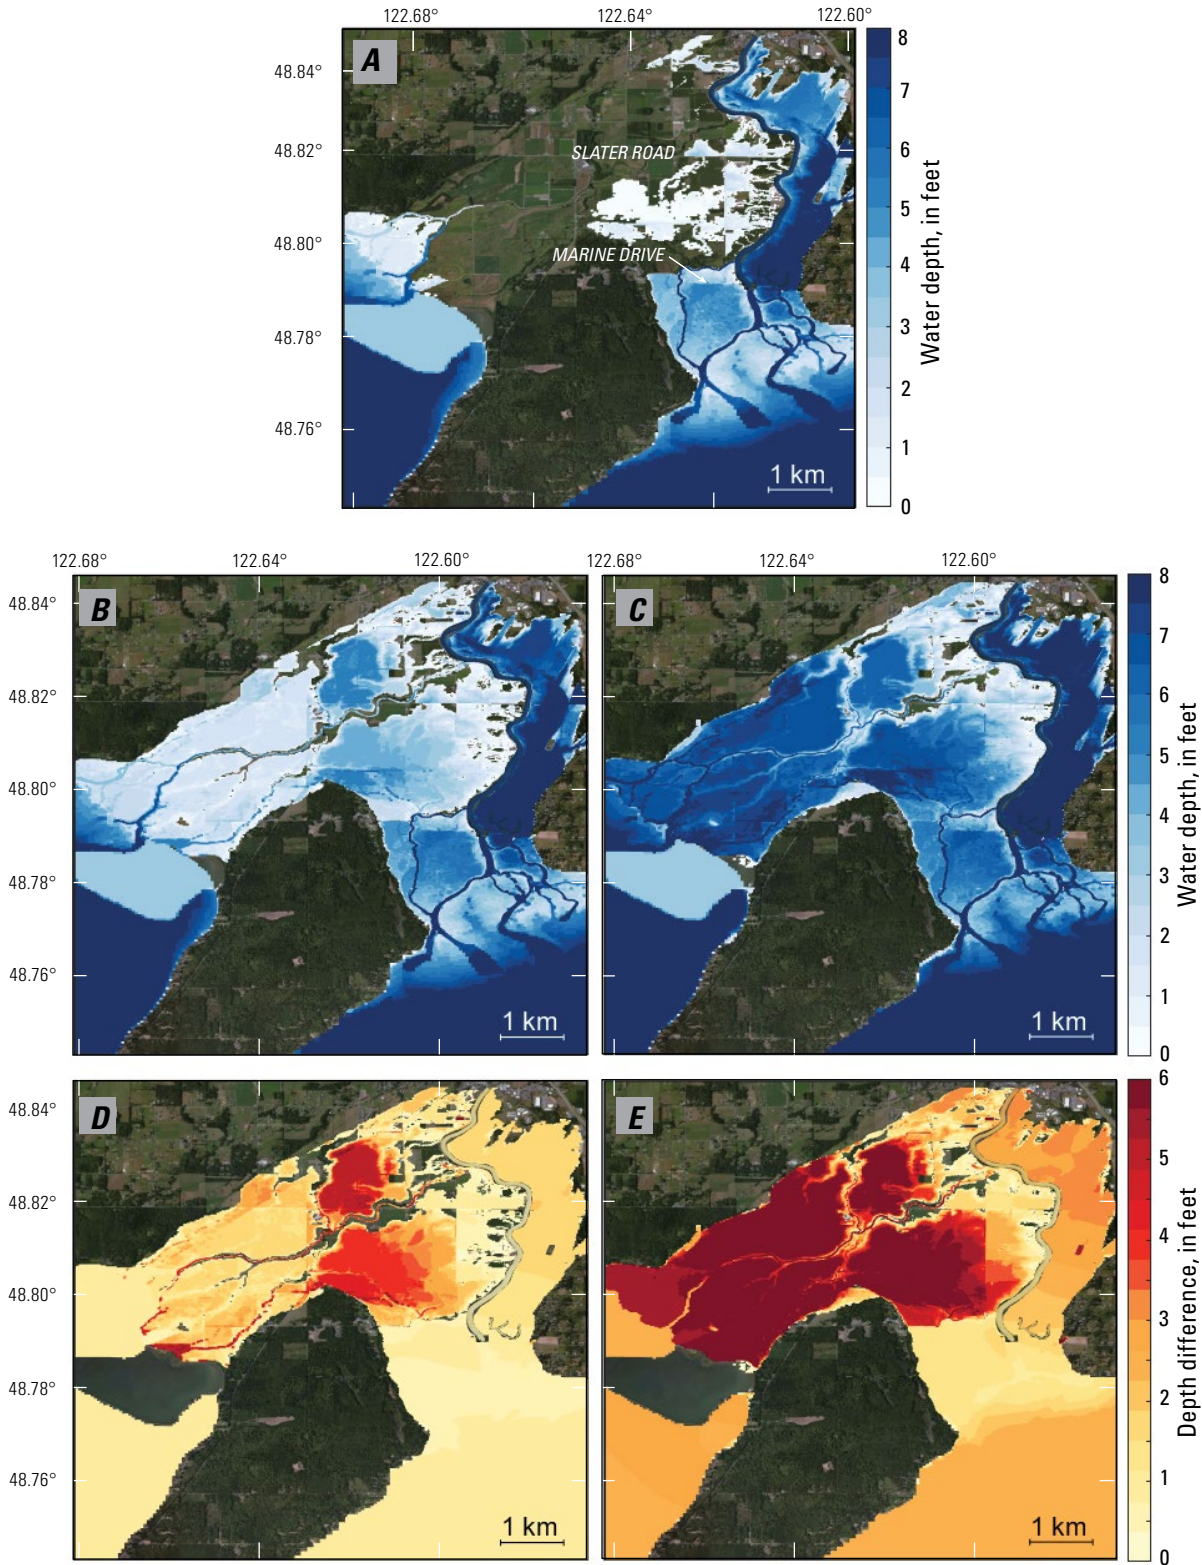 122.68° 122.64° 122.60°
A
48.84°
48.82°
48.80°
48.78°
48.76°
SLATER ROAD
MARINE DRIVE
1 km
8
7
6
5
4
3
2
1
0
Water depth, in feet
122.68° 122.64° 122.60°
122.68° 122.64° 122.60°
B
48.84°
48.82°
48.80°
48.78°
48.76°
1 km
C
1 km
8
7
6
5
4
3
2
1
0
Water depth, in feet
D
48.84°
48.82°
48.80°
48.78°
48.76°
1 km
E
1 km
6
5
4
3
2
1
0
Depth difference, in feet